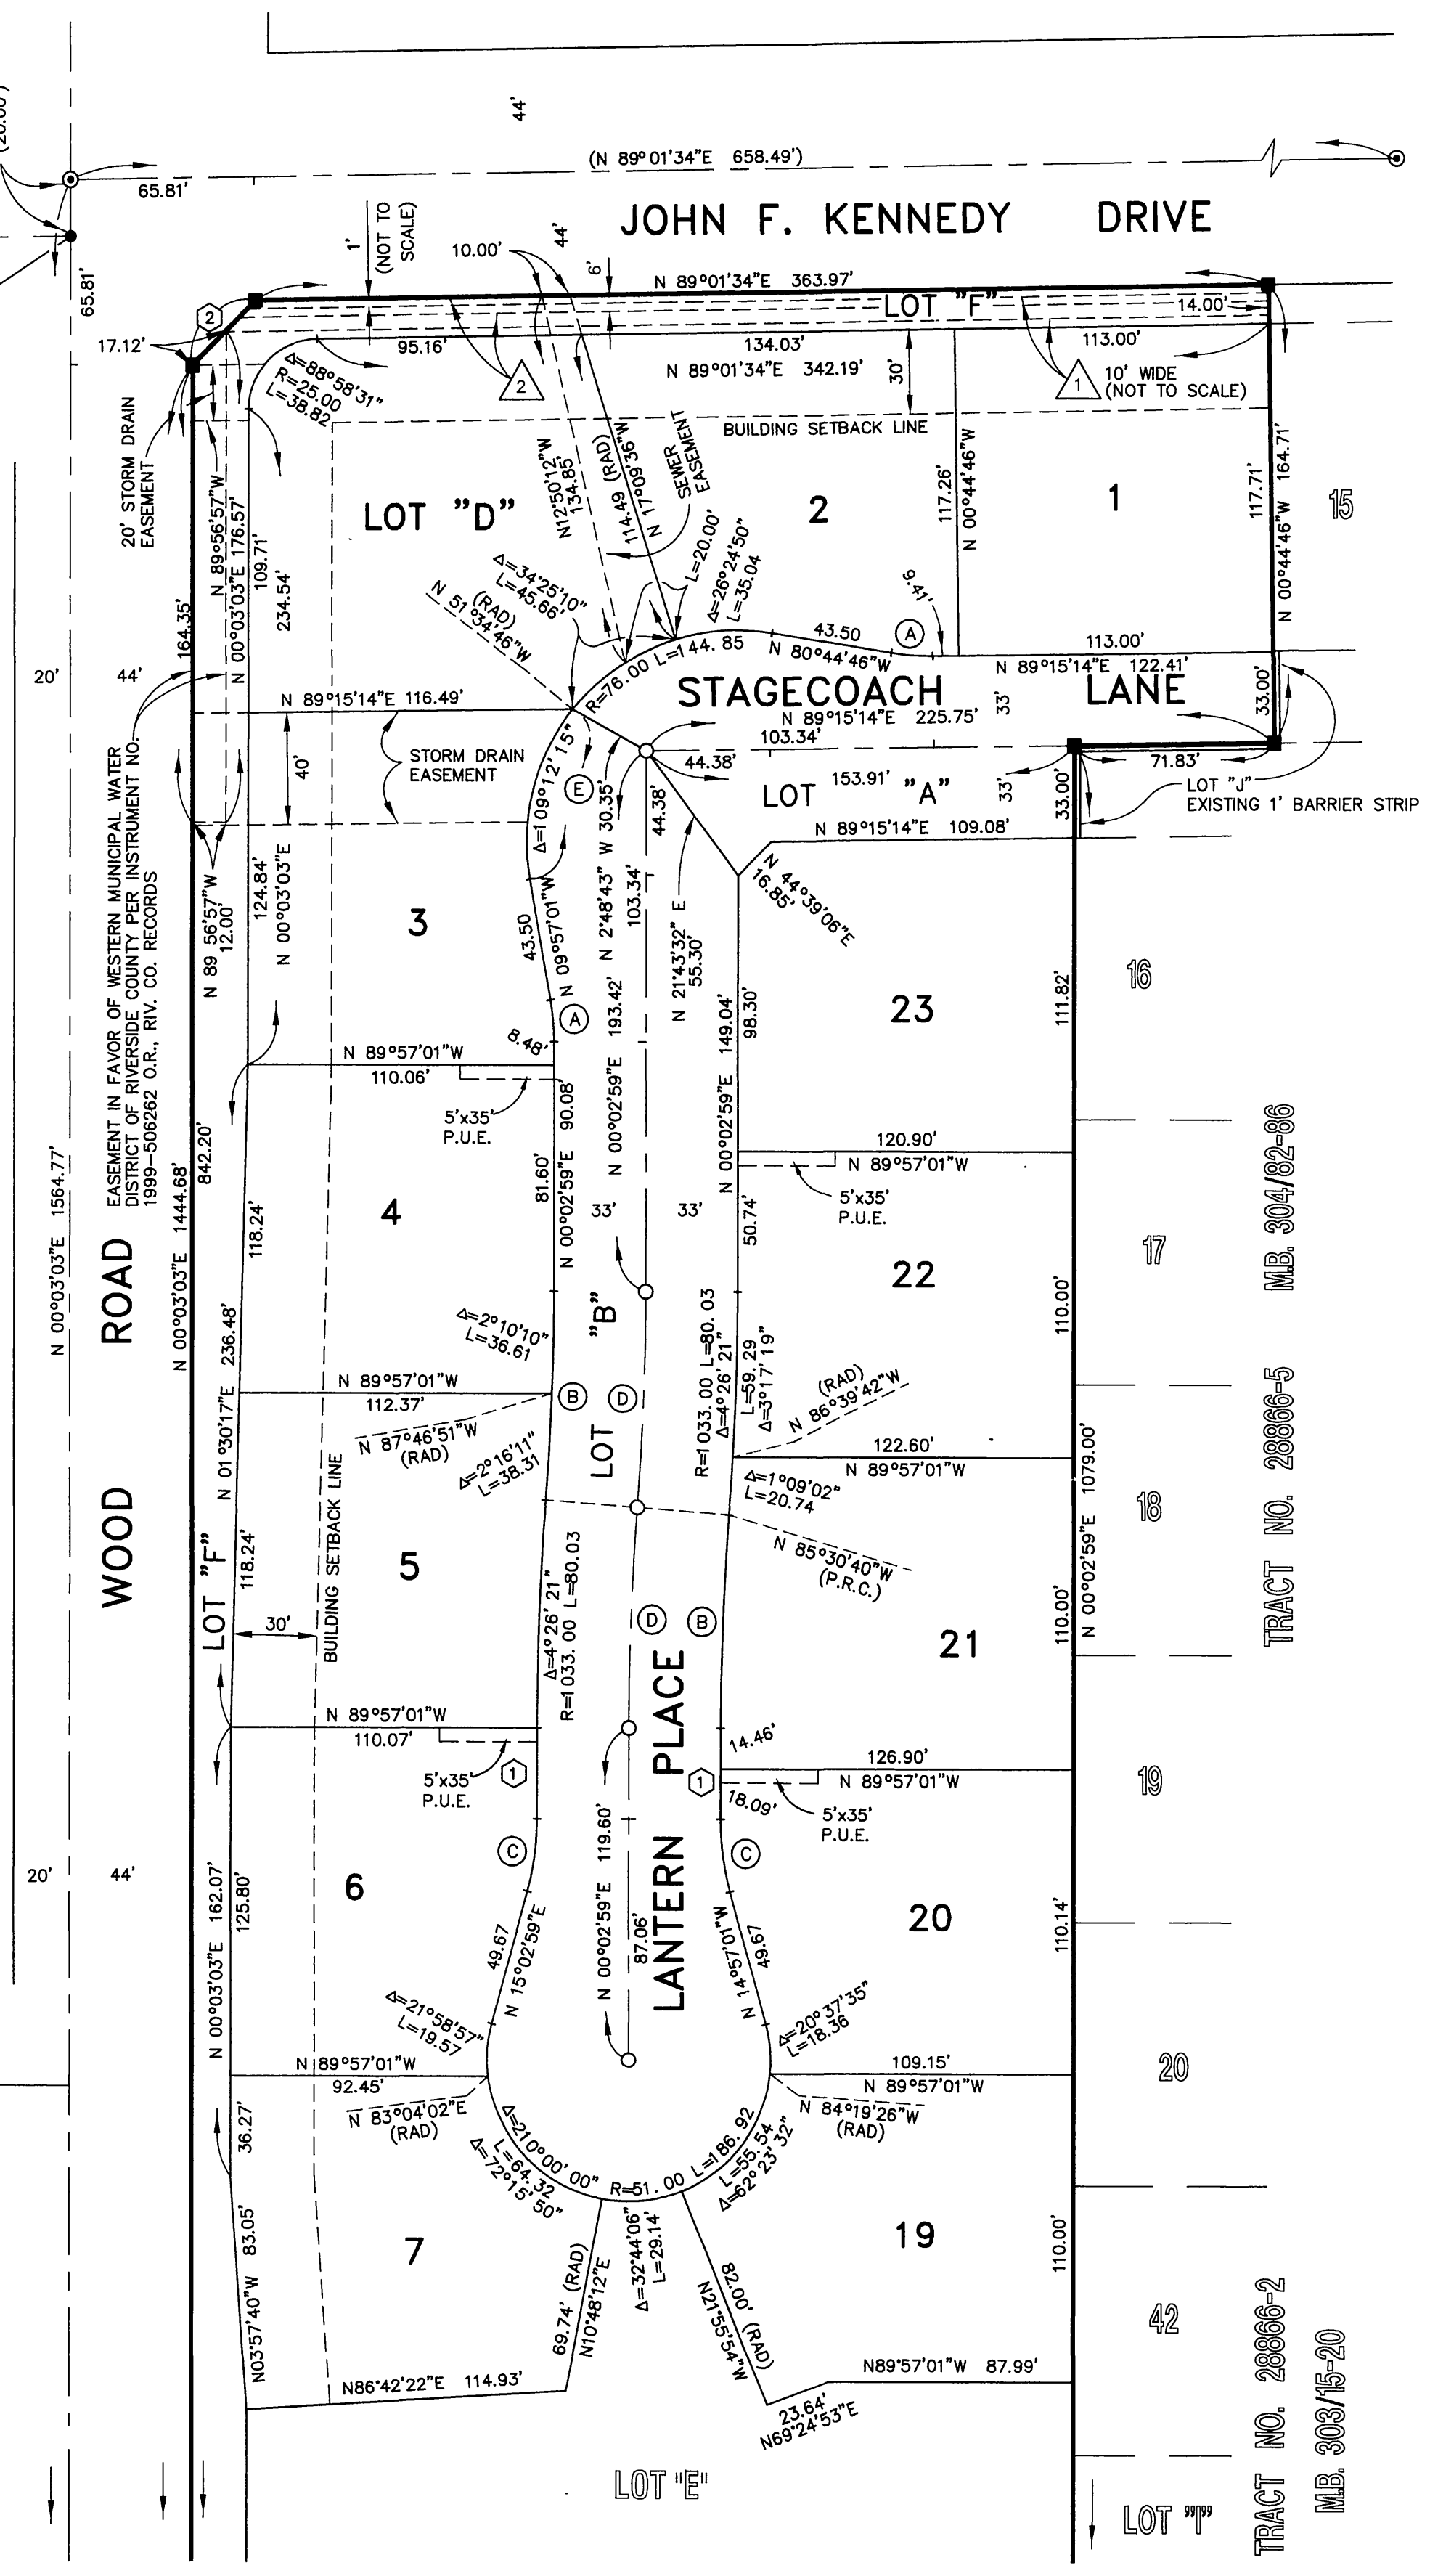 44'
(N 89°01'34"E 658.49')
65.81'
65.81'
JOHN F. KENNEDY DRIVE
1'
(NOT TO
SCALE)
10.00'
44'
6'
N 89°01'34"E 363.97'
LOT "F"
14.00'
2
17.12'
95.16'
134.03'
113.00'
N 89°01'34"E 342.19'
30'
2
1
10' WIDE
(NOT TO SCALE)
Δ=88°58'31"
R=25.00
L=38.82
BUILDING SETBACK LINE
20' STORM DRAIN
EASEMENT
N 89°56'57"W
N 00°03'03"E 176.57'
109.71'
234.54'
164.35'
LOT "D"
N12°50'12"W
134.85'
114.49 (RAD)
N 17°09'36"W
SEWER
EASEMENT
2
117.26'
N 00°44'46"W
1
117.71'
N 00°44'46"W 164.71'
15
L=20.00'
Δ=26°24'50"
L=35.04
Δ=34°25'10"
L=45.66'
(RAD)
N 51°34'46"W
9.41'
43.50
A
N 80°44'46"W
R=76.00 L=144.85
Δ=109°12'15"
113.00'
N 89°15'14"E 122.41'
20'
44'
N 89°15'14"E 116.49'
STAGECOACH LANE
33'
33.00'
N 89°15'14"E 225.75'
103.34'
44.38'
71.83'
40'
STORM DRAIN
EASEMENT
E
LOT "A"
153.91'
33'
33.00'
LOT "J"
EXISTING 1' BARRIER STRIP
N 89°15'14"E 109.08'
N 2°48'43" W 30.35'
44.38'
103.34'
N 21°43'32" E
55.30'
N 44°39'06"E
16.85'
EASEMENT IN FAVOR OF WESTERN MUNICIPAL WATER
DISTRICT OF RIVERSIDE COUNTY PER INSTRUMENT NO.
1999-506262 O.R., RIV. CO. RECORDS
N 89 56'57"W
12.00'
124.84'
N 00°03'03"E
3
43.50
N 09°57'01"W
A
8.48'
N 00°02'59"E 193.42'
N 00°02'59"E 149.04'
98.30'
23
111.82'
16
N 89°57'01"W
110.06'
5'x35'
P.U.E.
120.90'
N 89°57'01"W
5'x35'
P.U.E.
N 00°03'03"E 1564.77'
WOOD ROAD
N 00°03'03"E 1444.68'
842.20'
118.24'
4
81.60'
N 00°02'59"E 90.08'
33'
33'
50.74'
22
110.00'
17
M.B. 304/82-86
LOT "B"
Δ=2°10'10"
L=36.61
N 01°30'17"E 236.48'
N 89°57'01"W
112.37'
N 87°46'51"W
(RAD)
B
D
R=1033.00 L=80.03
Δ=4°26'21"
L=59.29
Δ=3°17'19"
(RAD)
N 86°39'42"W
122.60'
N 89°57'01"W
Δ=2°16'11"
L=38.31
Δ=1°09'02"
L=20.74
N 85°30'40"W
(P.R.C.)
LOT "F"
118.24'
30'
BUILDING SETBACK LINE
5
Δ=4°26'21"
R=1033.00 L=80.03
D
B
21
110.00'
N 00°02'59"E 1079.00'
18
TRACT NO. 28866-5
N 89°57'01"W
110.07'
5'x35'
P.U.E.
1
14.46'
126.90'
N 89°57'01"W
1
18.09'
5'x35'
P.U.E.
19
LANTERN PLACE
C
C
20'
44'
N 00°03'03"E 162.07'
125.80'
6
49.67
N 15°02'59"E
N 00°02'59"E 119.60'
87.06'
N 14°57'01"W
49.67
20
110.14'
Δ=21°58'57"
L=19.57
Δ=20°37'35"
L=18.36
N 89°57'01"W
92.45'
N 83°04'02"E
(RAD)
109.15'
N 89°57'01"W
N 84°19'26"W
(RAD)
20
36.27'
Δ=210°00'00"
R=51.00 L=186.92
L=64.32
Δ=72°15'50"
L=55.54
Δ=62°23'32"
Δ=32°44'06"
L=29.14'
N03°57'40"W 83.05'
7
69.74' (RAD)
N10°48'12"E
82.00' (RAD)
N21°55'54"W
19
110.00'
42
N86°42'22"E 114.93'
N89°57'01"W 87.99'
23.64'
N69°24'53"E
LOT "E"
LOT "I"
TRACT NO. 28866-2
M.B. 303/15-20